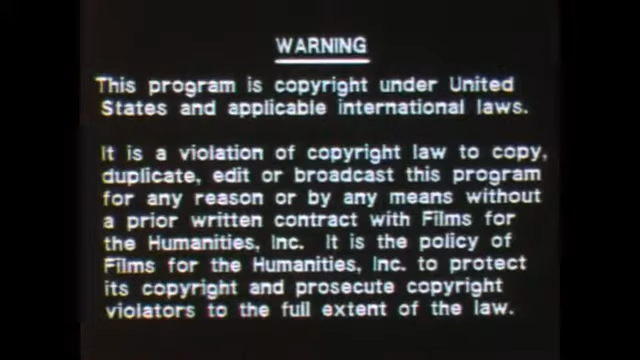 WARNING
This program is copyright under United
States and applicable international laws.
It is a violation of copyright law to copy,
duplicate, edit or broadcast this program
for any reason or by any means without
a prior written contract with Films for
the Humanities, Inc. It is the policy of
Films for the Humanities, Inc. to protect
its copyright and prosecute copyright
violators to the full extent of the law.